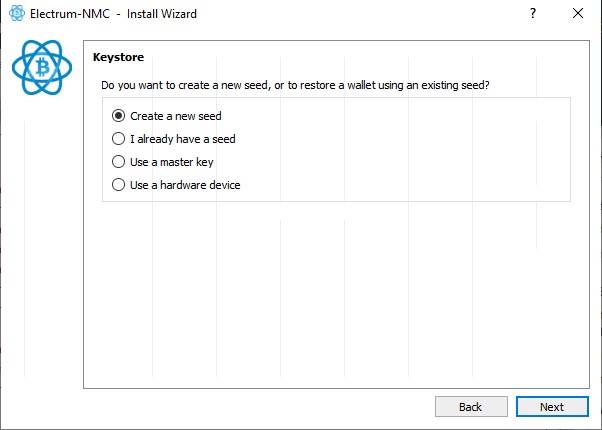 Electrum-NMC - Install Wizard
?
Keystore
Do you want to create a new seed, or to restore a wallet using an existing seed?
Create a new seed
I already have a seed
Use a master key
Use a hardware device
Back
Next